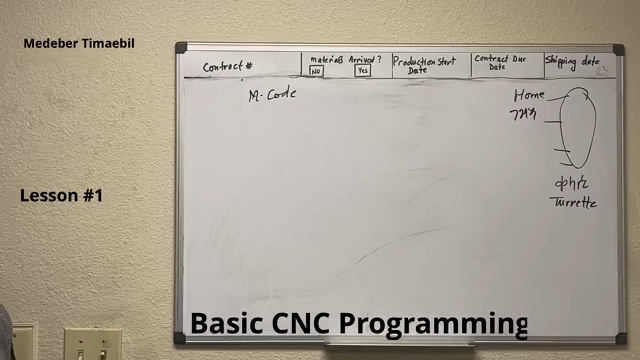 Medeber Timaebil
Contract #
Materials Arrived?
NO
Yes
Production Start
Date
Contract Due
Date
Shipping date
M-Code
Home
Turrette
Lesson #1
Basic CNC Programming